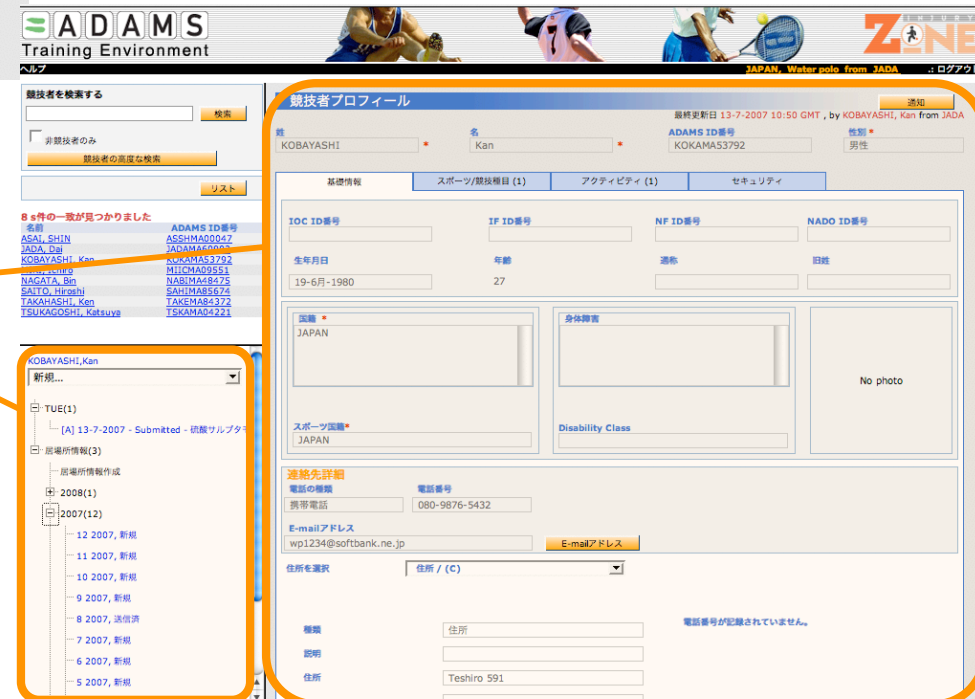 ADAMS
Training Environment
INJURY
ZONE
ヘルプ
JAPAN, Water polo from JADA .: ログアウト
競技者を検索する
検索
非競技者のみ
競技者の高度な検索
リスト
8 s件の一致が見つかりました
名前 ADAMS ID番号
ASAI, SHIN ASSHMA00047
JADA, Dai
KOBAYASHI, Kan KOKAMA53792
MIICMA09551
NAGATA, Bin NABIMA48475
SAITO, Hiroshi SAHIMA85674
TAKAHASHI, Ken TAKEMA84372
TSUKAGOSHI, Katsuya TSKAMA04221
KOBAYASHI,Kan
新規...
TUE(1)
[A] 13-7-2007 - Submitted - 硫酸サルブタモ
居場所情報(3)
居場所情報作成
2008(1)
2007(12)
12 2007, 新規
11 2007, 新規
10 2007, 新規
9 2007, 新規
8 2007, 送信済
7 2007, 新規
6 2007, 新規
5 2007, 新規
競技者プロフィール
通知
最終更新日 13-7-2007 10:50 GMT , by KOBAYASHI, Kan from JADA
姓 名 ADAMS ID番号 性別 *
KOBAYASHI * Kan * KOKAMA53792 男性
基礎情報 スポーツ/競技種目 (1) アクティビティ (1) セキュリティ
IOC ID番号 IF ID番号 NF ID番号 NADO ID番号
生年月日 年齢 通称 旧姓
19-6月-1980 27
国籍 * 身体障害
JAPAN
No photo
スポーツ国籍* Disability Class
JAPAN
連絡先詳細
電話の種類 電話番号
携帯電話 080-9876-5432
E-mailアドレス
wp1234@softbank.ne.jp E-mailアドレス
住所を選択 住所 / (C)
種類 住所 電話番号が記録されていません。
説明
住所 Teshiro 591